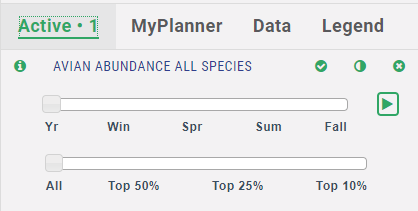 Active • 1 MyPlanner Data Legend
AVIAN ABUNDANCE ALL SPECIES
Yr Win Spr Sum Fall
All Top 50% Top 25% Top 10%